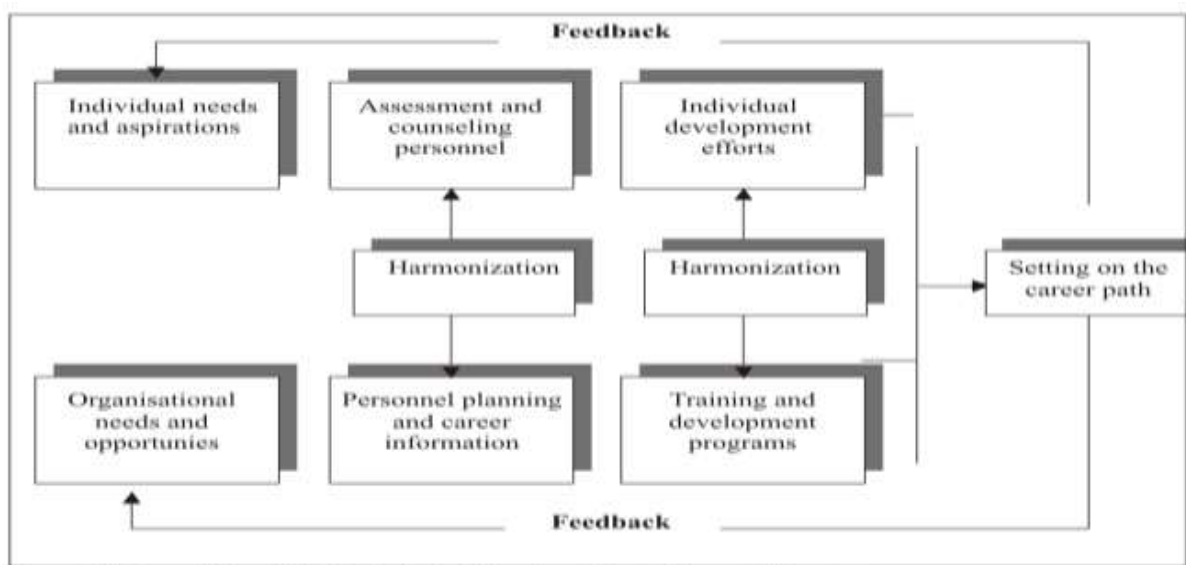 Feedback
Individual needs
and aspirations
Assessment and
counseling
personnel
Individual
development
efforts
Harmonization
Harmonization
Setting on the
career path
Organisational
needs and
opportunies
Personnel planning
and career
information
Training and
development
programs
Feedback